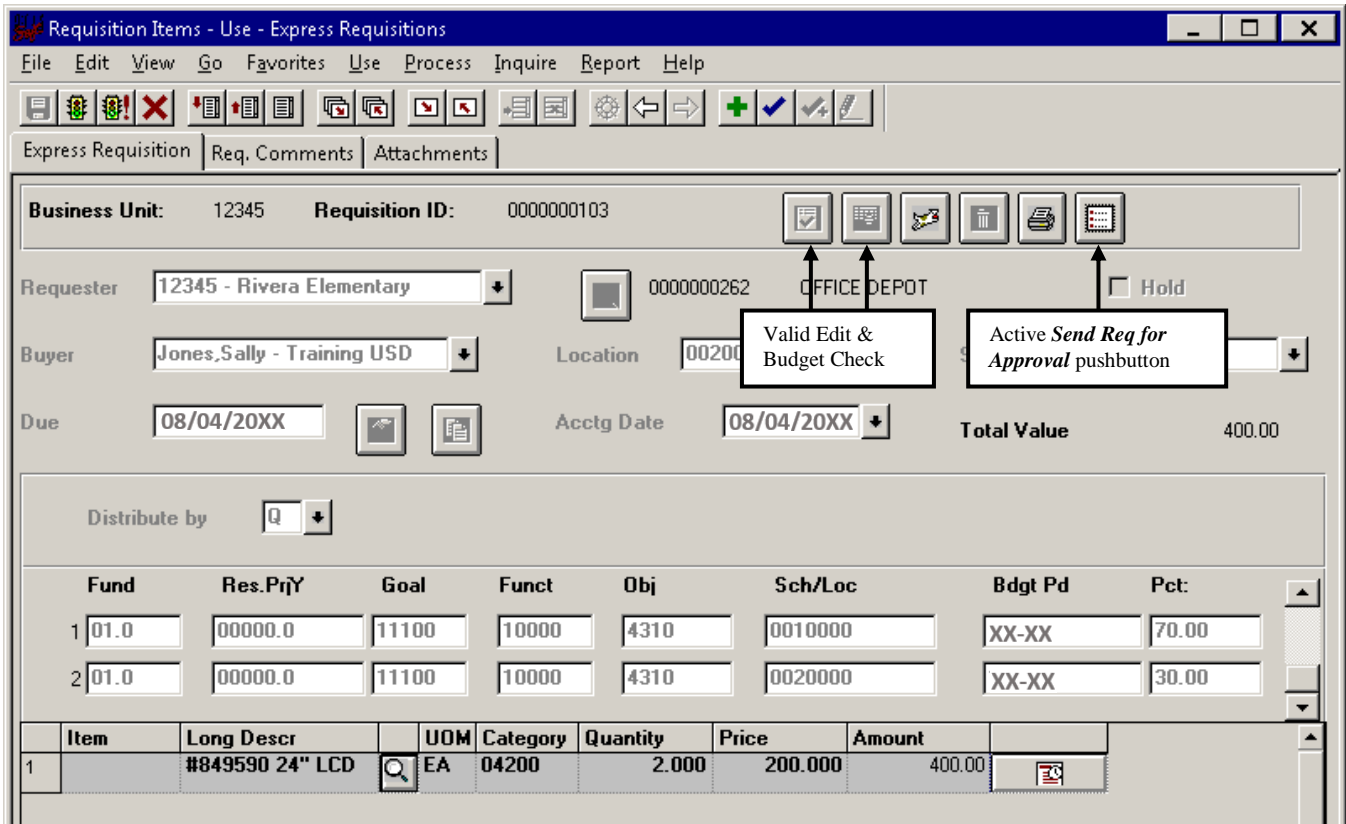 Requisition Items - Use - Express Requisitions
File Edit View Go Favorites Use Process Inquire Report Help
Express Requisition Req. Comments Attachments
Business Unit: 12345 Requisition ID: 0000000103
Requester 12345 - Rivera Elementary 0000000262 OFFICE DEPOT Hold
Valid Edit &
Budget Check
Active Send Req for
Approval pushbutton
Buyer Jones,Sally - Training USD Location 00200
Due 08/04/20XX Acctg Date 08/04/20XX Total Value 400.00
Distribute by Q
Fund Res.PrjY Goal Funct Obj Sch/Loc Bdgt Pd Pct:
1 01.0 00000.0 11100 10000 4310 0010000 XX-XX 70.00
2 01.0 00000.0 11100 10000 4310 0020000 XX-XX 30.00
Item Long Descr UOM Category Quantity Price Amount
1 #849590 24" LCD EA 04200 2.000 200.000 400.00